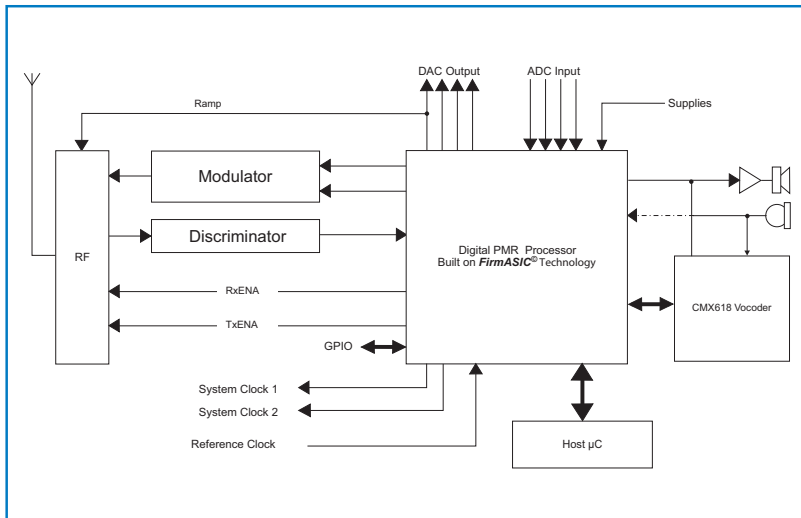 DAC Output
ADC Input
Ramp
Supplies
Modulator
Discriminator
RF
Digital PMR Processor
Built on FirmASIC© Technology
CMX618 Vocoder
RxENA
TxENA
GPIO
System Clock 1
System Clock 2
Reference Clock
Host µC